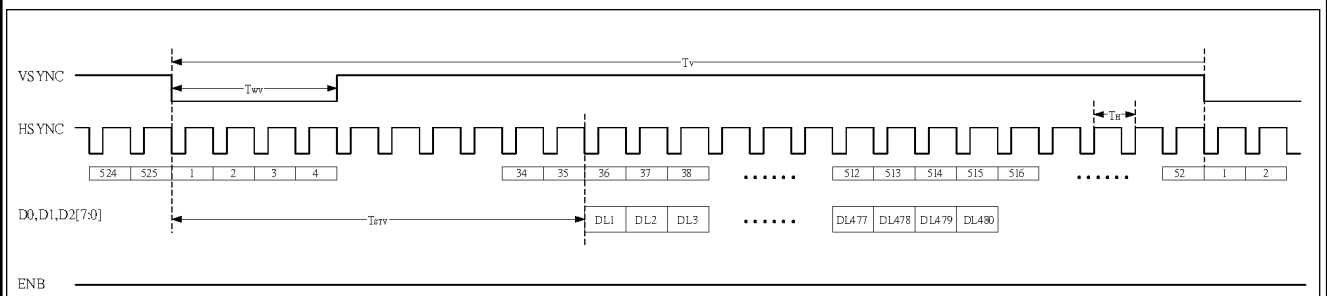 Tv
VSYNC
Twv
TH
HSYNC
524 525 1 2 3 4 34 35 36 37 38 ...... 512 513 514 515 516 ...... 52 1 2
D0,D1,D2[7:0] TSTV DL1 DL2 DL3 ...... DL477 DL478 DL479 DL480
ENB